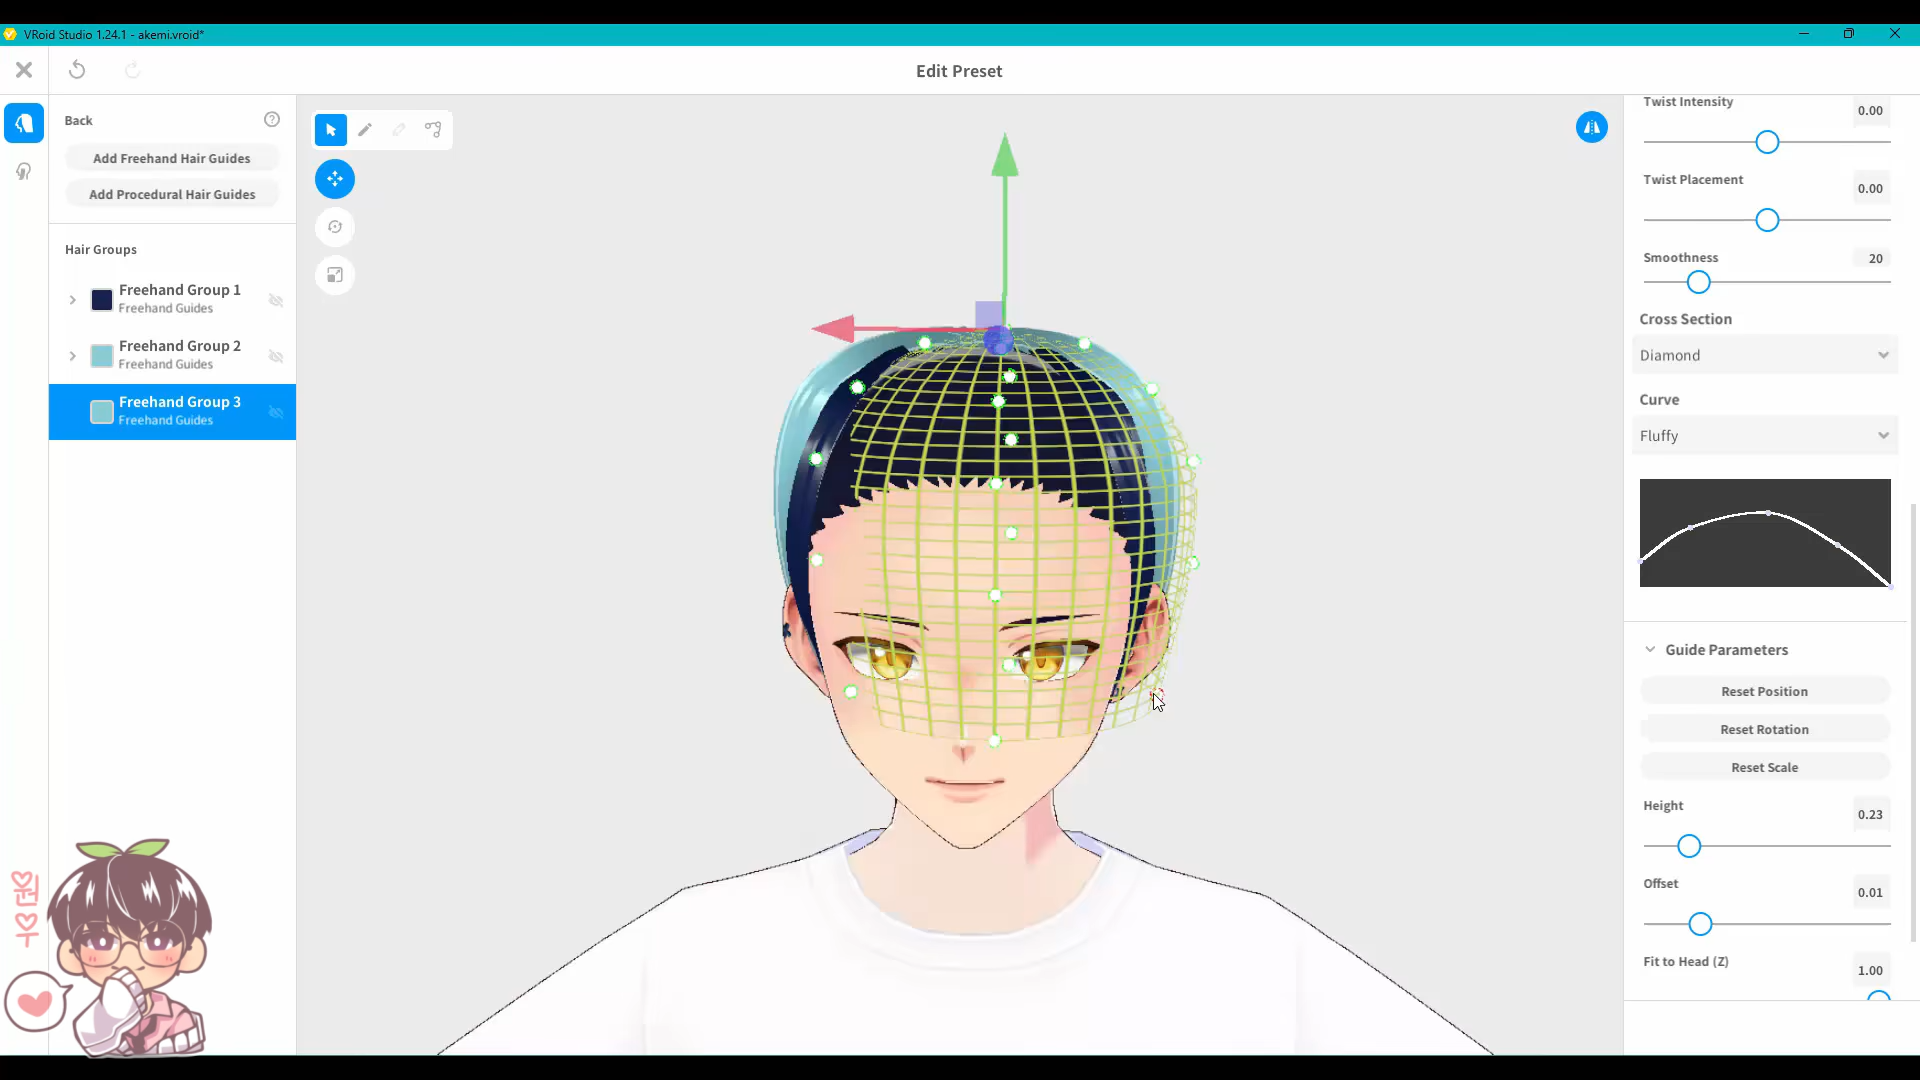 VRoid Studio 1.24.1 - akemi.vroid*
Edit Preset
Back
Add Freehand Hair Guides
Add Procedural Hair Guides
Hair Groups
Freehand Group 1
Freehand Guides
Freehand Group 2
Freehand Guides
Freehand Group 3
Freehand Guides
Twist Intensity
0.00
Twist Placement
0.00
Smoothness
20
Cross Section
Diamond
Curve
Fluffy
Guide Parameters
Reset Position
Reset Rotation
Reset Scale
Height
0.23
Offset
0.01
Fit to Head (Z)
1.00
원
우